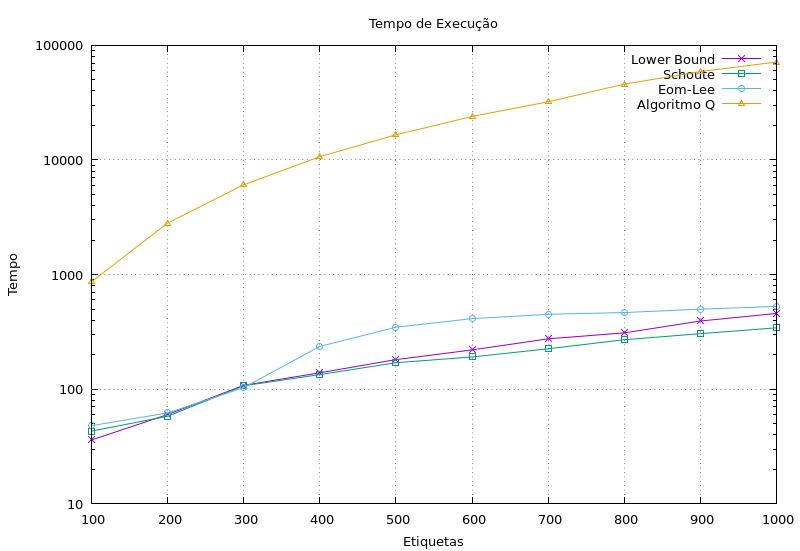 Tempo de Execução
100000
10000
1000
100
10
Tempo
Lower Bound
Schoute
Eom-Lee
Algoritmo Q
100 200 300 400 500 600 700 800 900 1000
Etiquetas